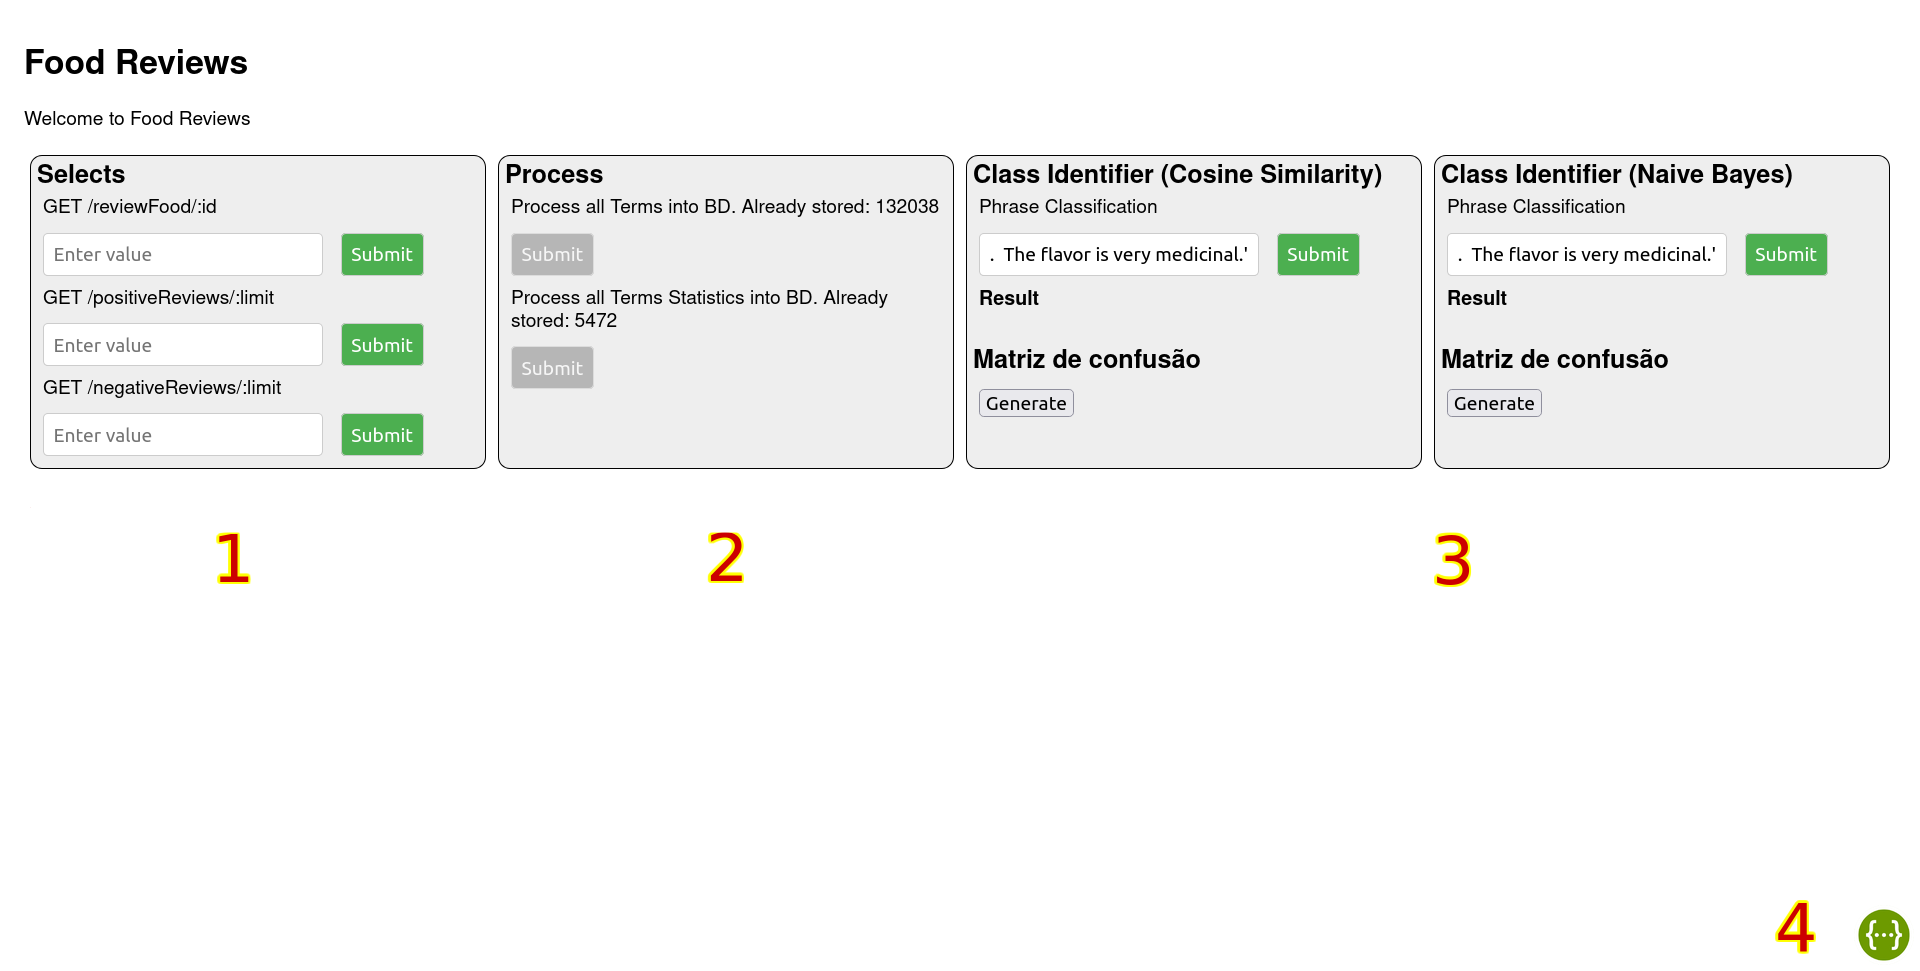 Food Reviews
Welcome to Food Reviews
Selects
GET /reviewFood/:id
Enter value
Submit
GET /positiveReviews/:limit
Enter value
Submit
GET /negativeReviews/:limit
Enter value
Submit
Process
Process all Terms into BD. Already stored: 132038
Submit
Process all Terms Statistics into BD. Already
stored: 5472
Submit
Class Identifier (Cosine Similarity)
Phrase Classification
. The flavor is very medicinal.'
Submit
Result
Matriz de confusão
Generate
Class Identifier (Naive Bayes)
Phrase Classification
. The flavor is very medicinal.'
Submit
Result
Matriz de confusão
Generate
1
2
3
4
{···}